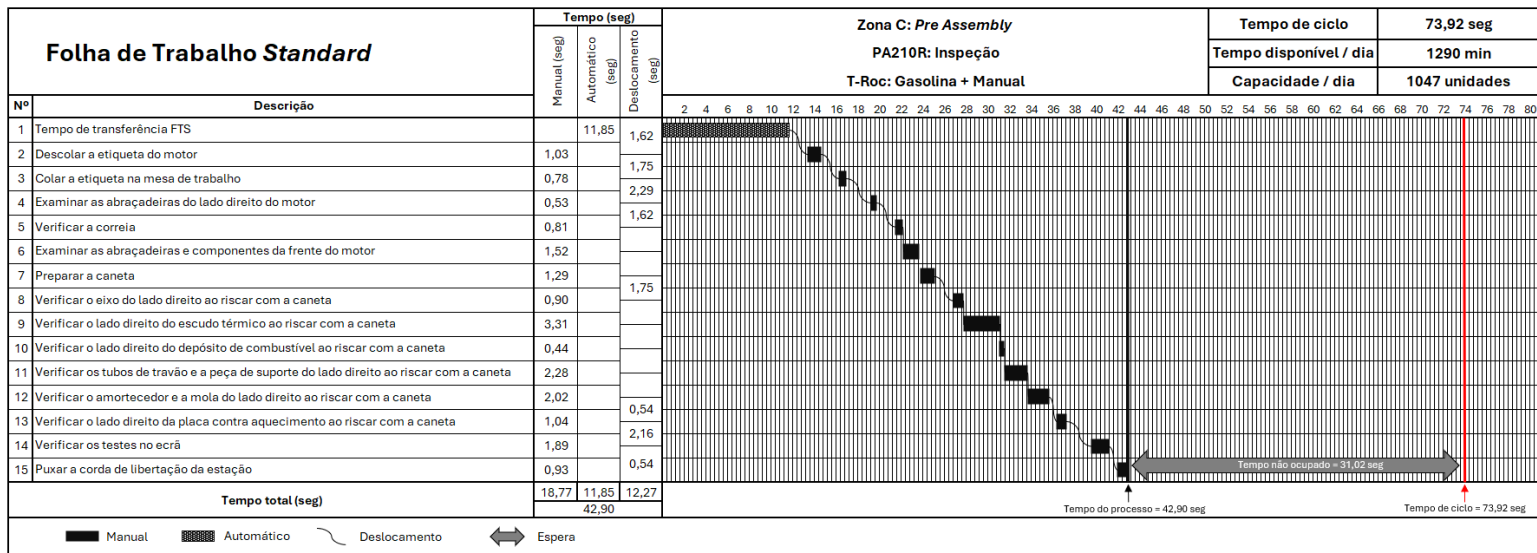 Folha de Trabalho Standard
Tempo (seg)
Manual (seg)
Automático (seg)
Deslocamento (seg)
Zona C: Pre Assembly
PA210R: Inspeção
T-Roc: Gasolina + Manual
Tempo de ciclo 73,92 seg
Tempo disponível / dia 1290 min
Capacidade / dia 1047 unidades
Nº Descrição
2 4 6 8 10 12 14 16 18 20 22 24 26 28 30 32 34 36 38 40 42 44 46 48 50 52 54 56 58 60 62 64 66 68 70 72 74 76 78 80
1 Tempo de transferência FTS 11,85
1,62
2 Descolar a etiqueta do motor 1,03
1,75
3 Colar a etiqueta na mesa de trabalho 0,78
2,29
4 Examinar as abraçadeiras do lado direito do motor 0,53
1,62
5 Verificar a correia 0,81
6 Examinar as abraçadeiras e componentes da frente do motor 1,52
7 Preparar a caneta 1,29
1,75
8 Verificar o eixo do lado direito ao riscar com a caneta 0,90
9 Verificar o lado direito do escudo térmico ao riscar com a caneta 3,31
10 Verificar o lado direito do depósito de combustível ao riscar com a caneta 0,44
11 Verificar os tubos de travão e a peça de suporte do lado direito ao riscar com a caneta 2,28
12 Verificar o amortecedor e a mola do lado direito ao riscar com a caneta 2,02
0,54
13 Verificar o lado direito da placa contra aquecimento ao riscar com a caneta 1,04
2,16
14 Verificar os testes no ecrã 1,89
0,54
15 Puxar a corda de libertação da estação 0,93
Tempo não ocupado = 31,02 seg
Tempo total (seg) 18,77 11,85 12,27
42,90
Tempo do processo = 42,90 seg
Tempo de ciclo = 73,92 seg
Manual Automático Deslocamento Espera